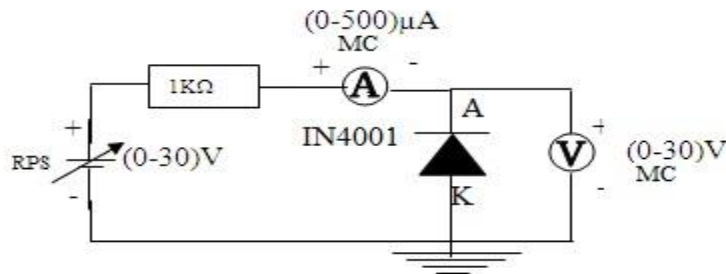 (0-500)µA
MC
+ -
1KΩ
A
A
IN4001
+
RPS
(0-30)V
-
K
V
+
(0-30)V
MC
-